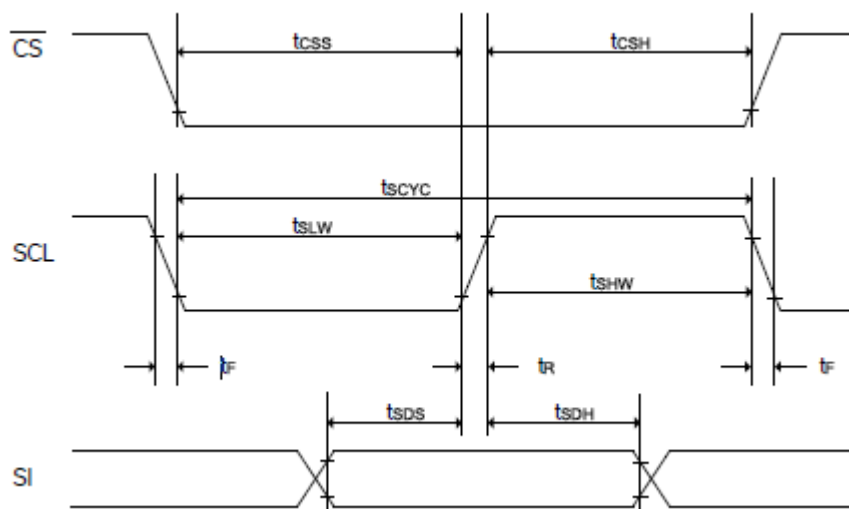 CS tCSS tCSH
tSCYC
tSLW
SCL
tSHW
tF tR tF
tSDS tSDH
SI